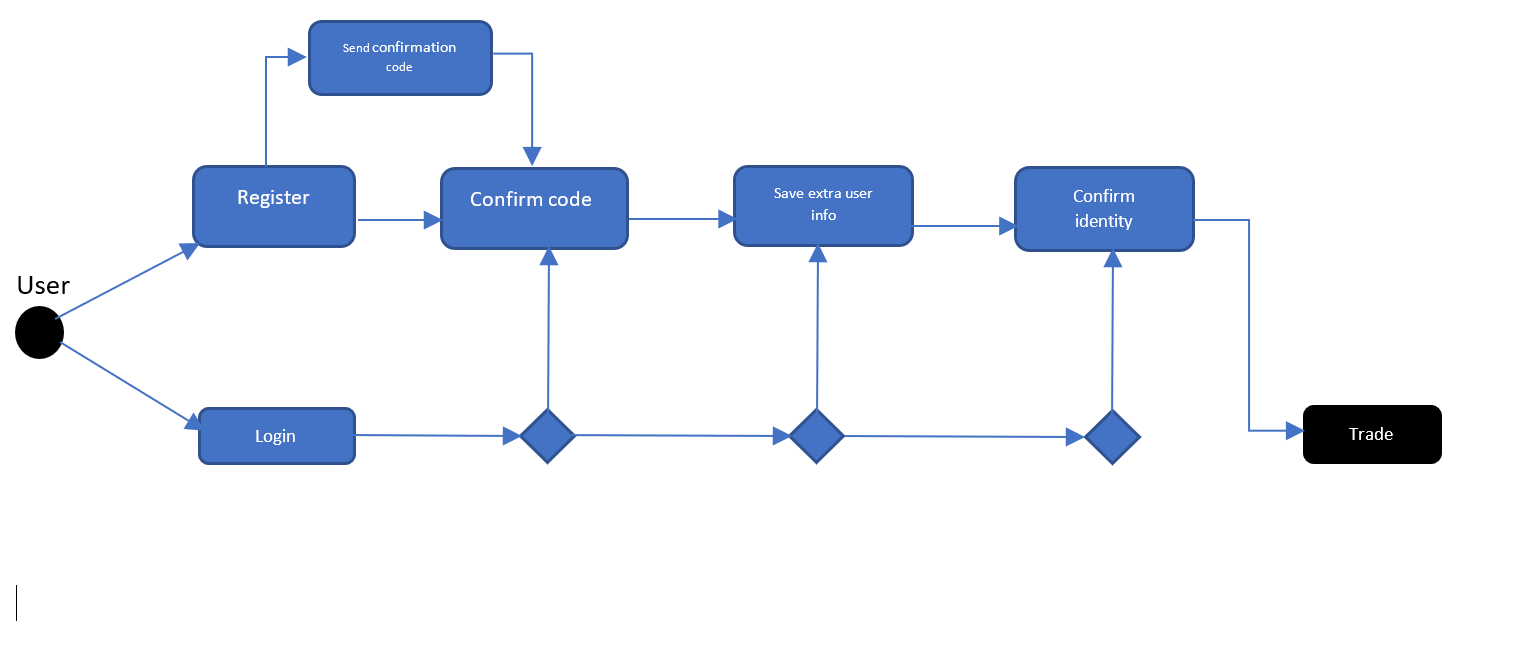 Send confirmation
code
Register
Confirm code
Save extra user
info
Confirm
identity
User
Login
Trade